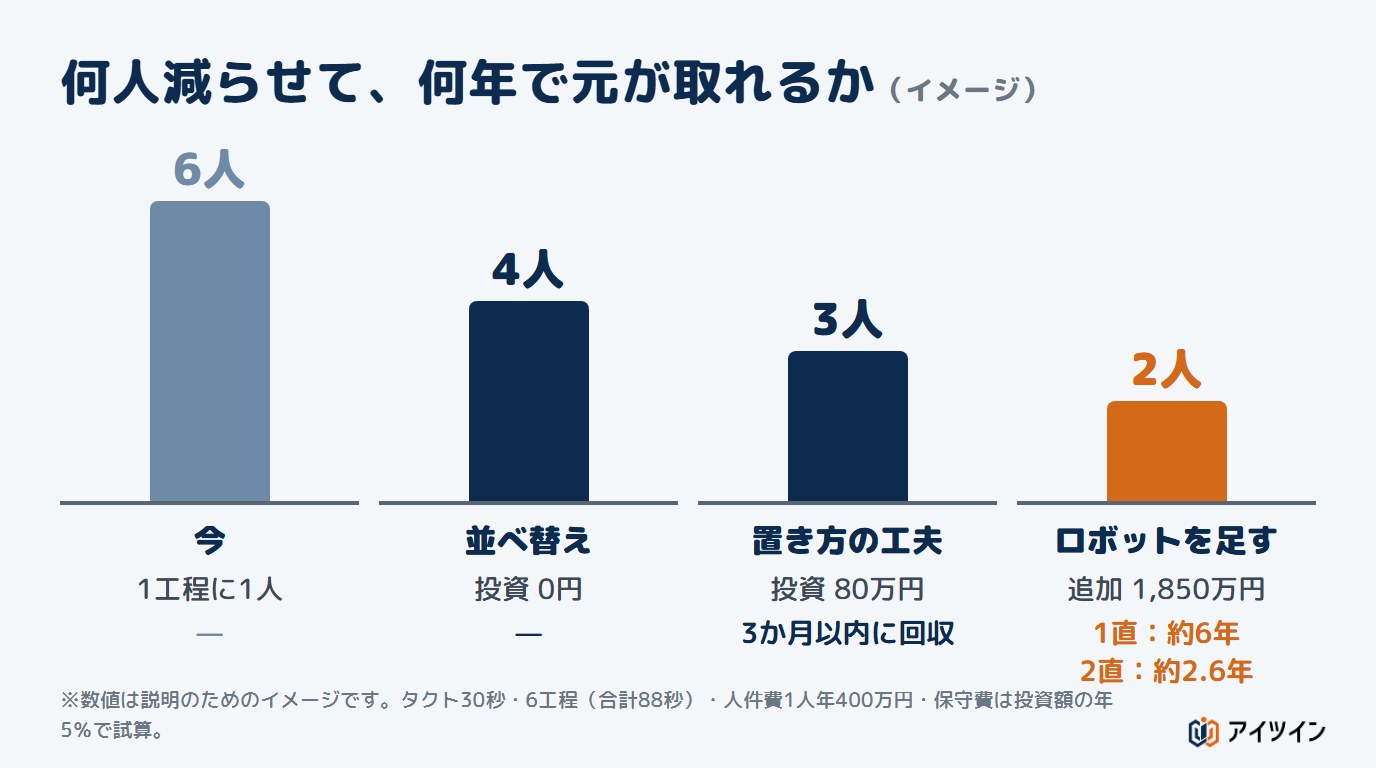 何人減らせて、何年で元が取れるか（イメージ）
6人
4人
3人
2人
今
並べ替え
置き方の工夫
ロボットを足す
1工程に1人
投資 0円
投資 80万円
追加 1,850万円
—
—
3か月以内に回収
1直：約6年
2直：約2.6年
※数値は説明のためのイメージです。タクト30秒・6工程（合計88秒）・人件費1人年400万円・保守費は投資額の年
5%で試算。
アイツイン